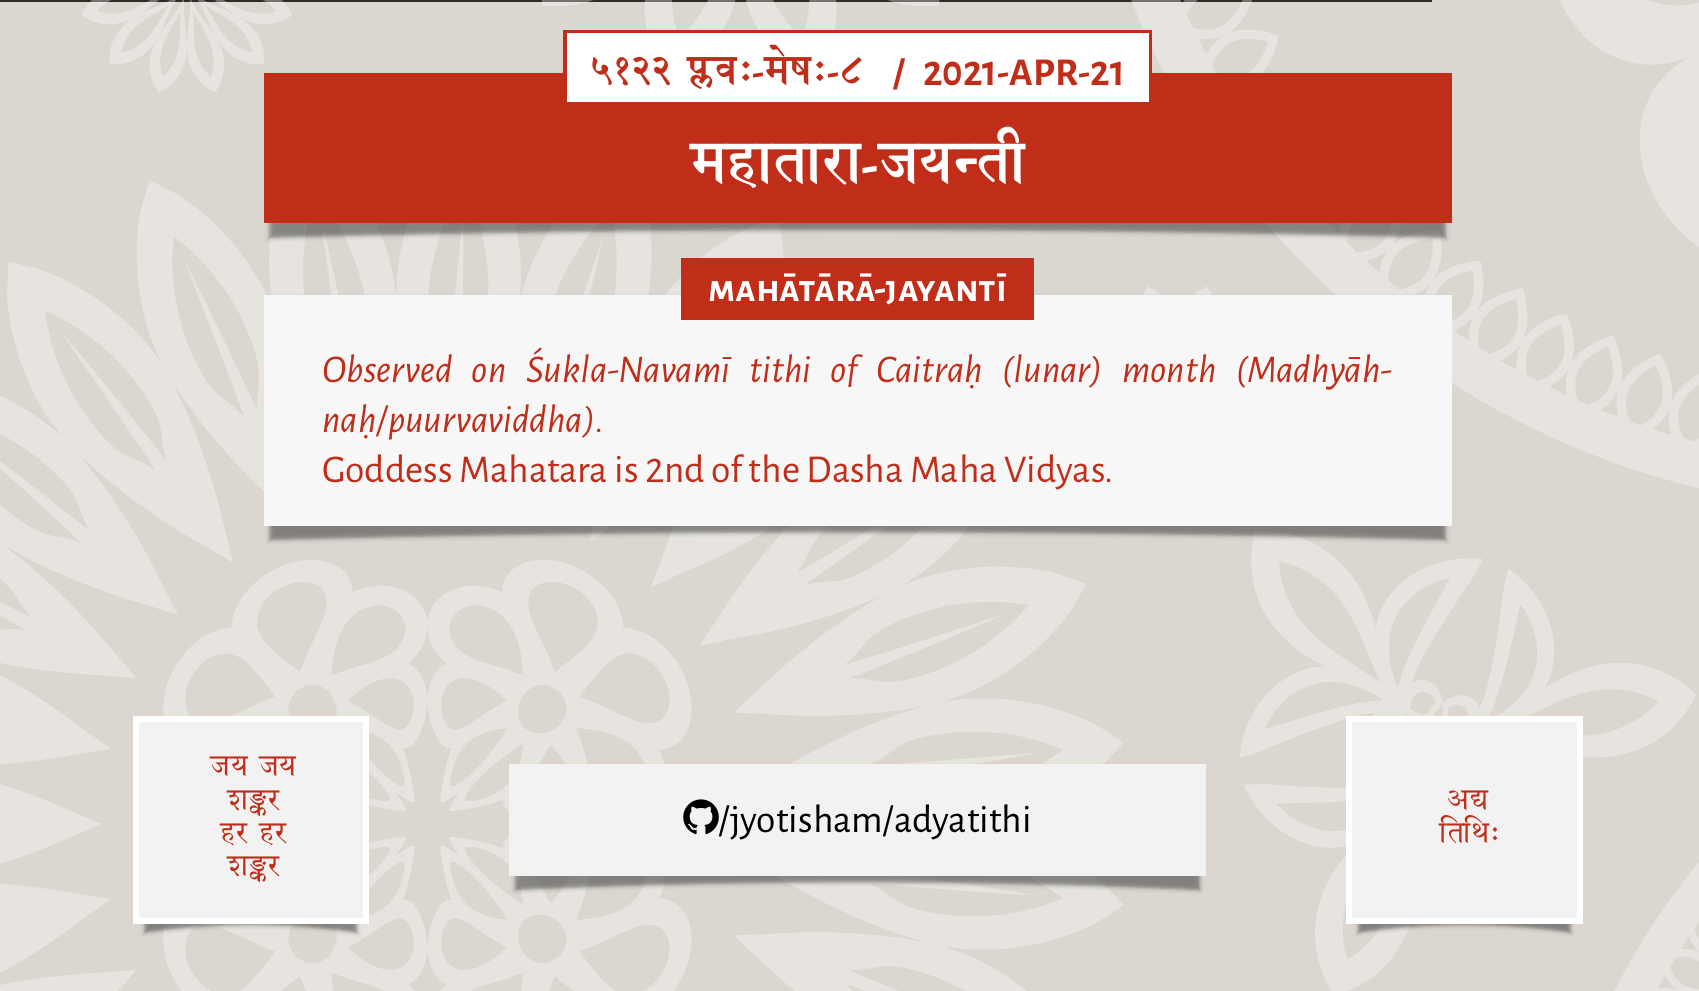 ५१२२ प्लवः-मेषः-८ / 2021-APR-21
महातारा-जयन्ती
MAHĀTĀRĀ-JAYANTĪ
Observed on Śukla-Navamī tithi of Caitraḥ (lunar) month (Madhyāh-
naḥ/puurvaviddha).
Goddess Mahatara is 2nd of the Dasha Maha Vidyas.
जय जय
शङ्कर
हर हर
शङ्कर
/jyotisham/adyatithi
अद्य
तिथिः